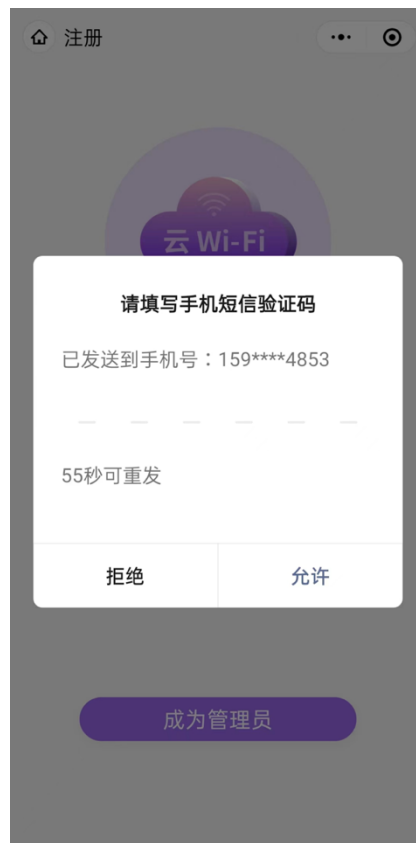 注册
云 Wi-Fi
请填写手机短信验证码
已发送到手机号：159****4853
55秒可重发
拒绝
允许
成为管理员